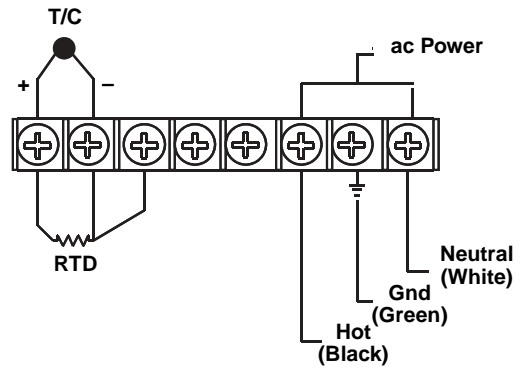 T/C
ac Power
+ –
RTD
Neutral
(White)
Gnd
(Green)
Hot
(Black)